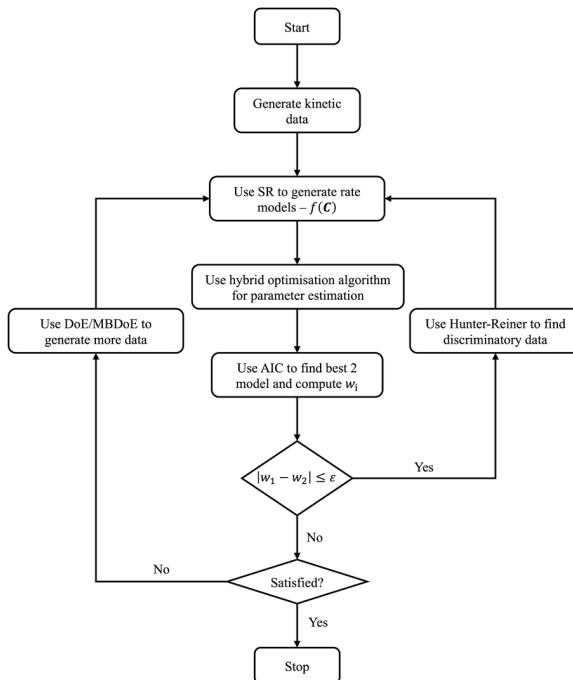 Start
Generate kinetic
data
Use SR to generate rate
models – f(C)
Use hybrid optimisation algorithm
for parameter estimation
Use DoE/MBDoE to
generate more data
Use Hunter-Reiner to find
discriminatory data
Use AIC to find best 2
model and compute wᵢ
|w₁ − w₂| ≤ ε
Yes
No
No
Satisfied?
Yes
Stop